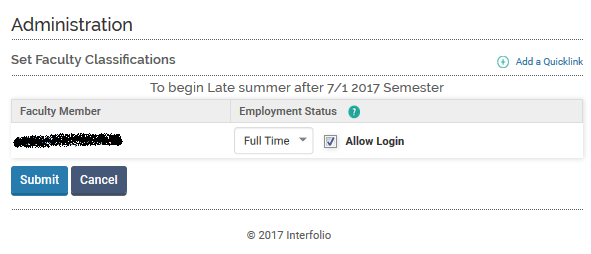 Administration
Set Faculty Classifications
Add a Quicklink
To begin Late summer after 7/1 2017 Semester
Faculty Member Employment Status ?
Full Time Allow Login
Submit Cancel
© 2017 Interfolio